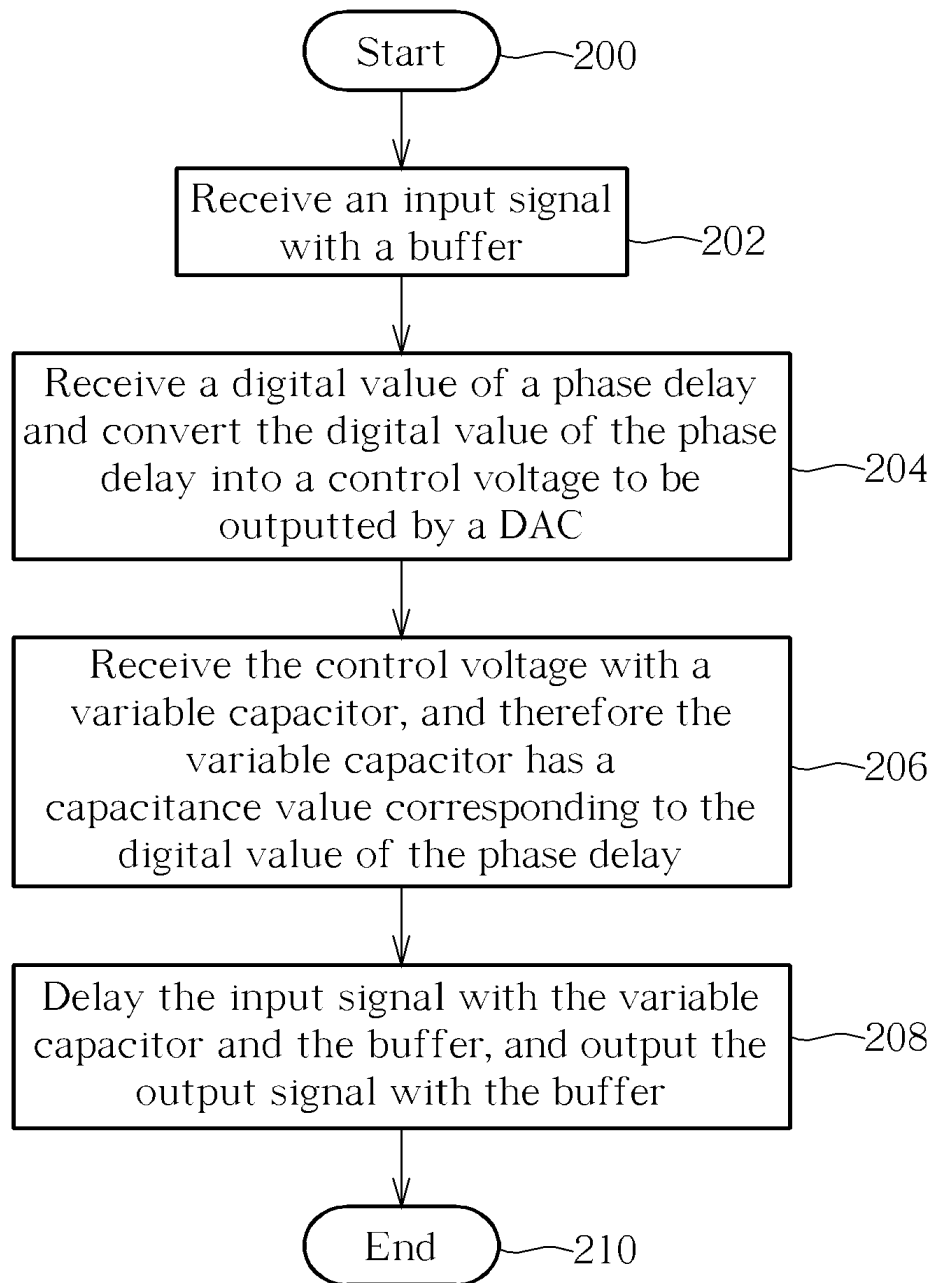 Start
200
Receive an input signal
with a buffer
202
Receive a digital value of a phase delay
and convert the digital value of the phase
delay into a control voltage to be
outputted by a DAC
204
Receive the control voltage with a
variable capacitor, and therefore the
variable capacitor has a
capacitance value corresponding to the
digital value of the phase delay
206
Delay the input signal with the variable
capacitor and the buffer, and output the
output signal with the buffer
208
End
210